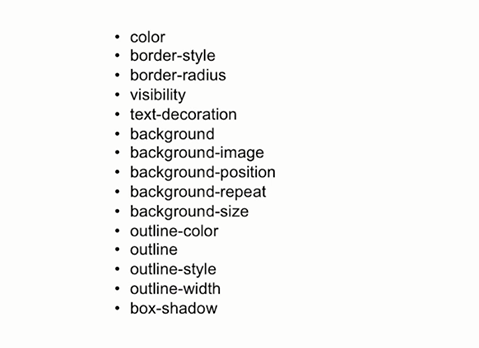 • color
• border-style
• border-radius
• visibility
• text-decoration
• background
• background-image
• background-position
• background-repeat
• background-size
• outline-color
• outline
• outline-style
• outline-width
• box-shadow